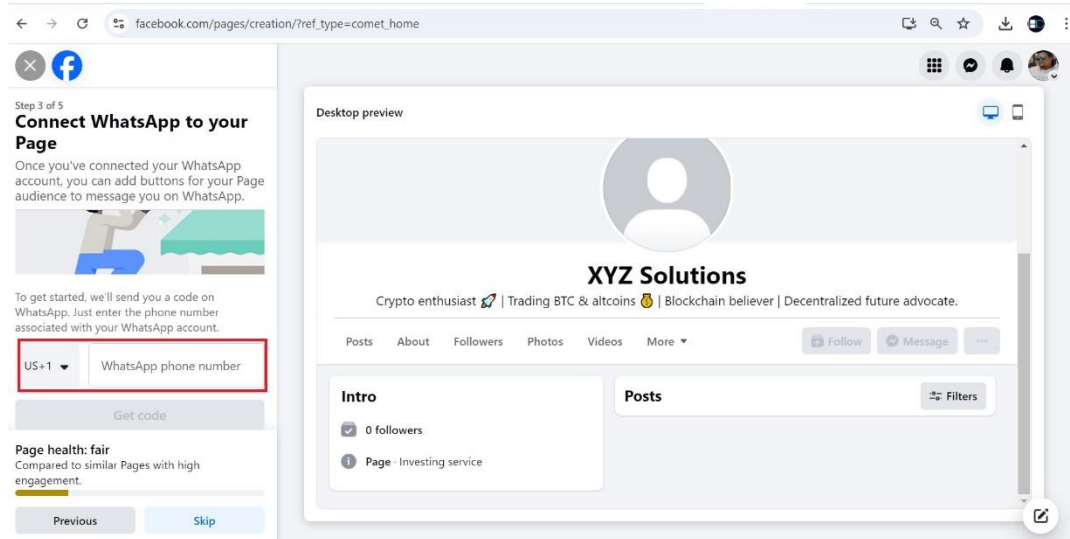 facebook.com/pages/creation/?ref_type=comet_home
Step 3 of 5
Connect WhatsApp to your
Page
Once you've connected your WhatsApp
account, you can add buttons for your Page
audience to message you on WhatsApp.
To get started, we'll send you a code on
WhatsApp. Just enter the phone number
associated with your WhatsApp account.
US+1
WhatsApp phone number
Get code
Page health: fair
Compared to similar Pages with high
engagement.
Previous
Skip
Desktop preview
XYZ Solutions
Crypto enthusiast 🚀 | Trading BTC & altcoins 💰 | Blockchain believer | Decentralized future advocate.
Posts About Followers Photos Videos More
Follow
Message
Intro
0 followers
Page · Investing service
Posts
Filters